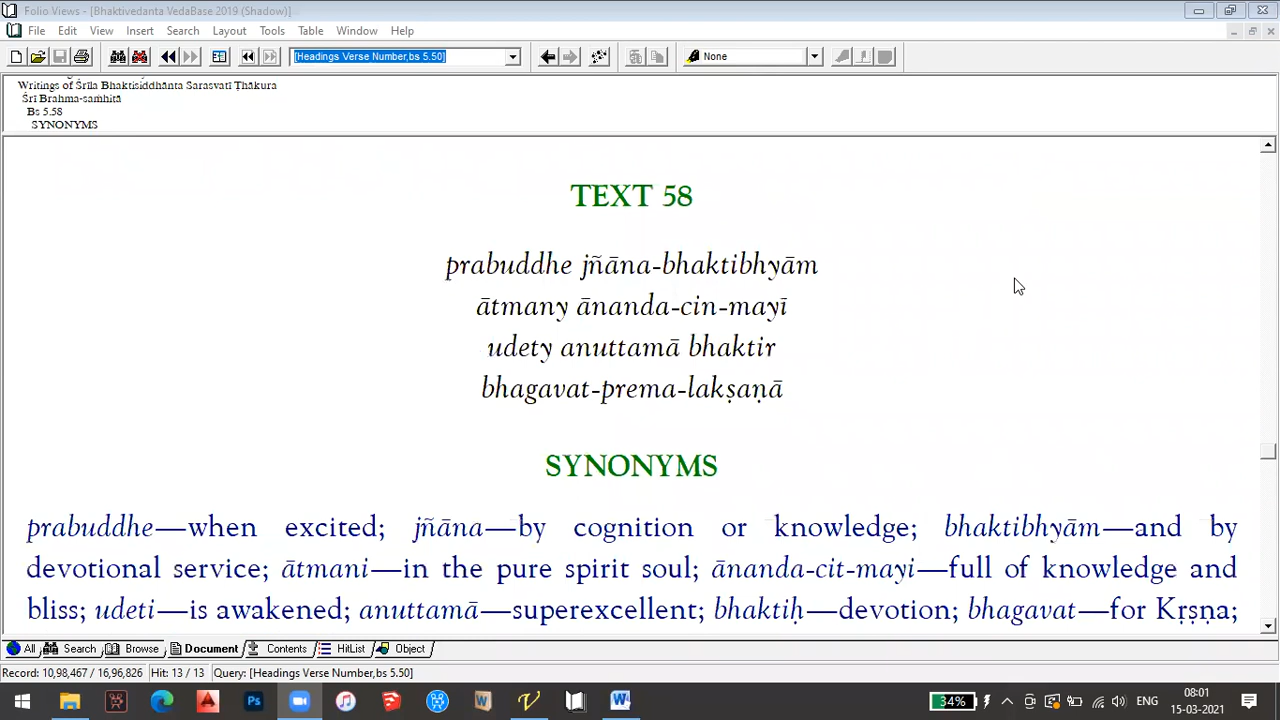 Folio Views - [Bhaktivedanta VedaBase 2019 (Shadow)]
File Edit View Insert Search Layout Tools Table Window Help
[Headings Verse Number,bs 5.50]
None
Writings of Śrīla Bhaktisiddhānta Sarasvatī Ṭhākura
Śrī Brahma-saṁhitā
Bs 5.58
SYNONYMS
TEXT 58
prabuddhe jñāna-bhaktibhyām
ātmany ānanda-cin-mayī
udety anuttamā bhaktir
bhagavat-prema-lakṣaṇā
SYNONYMS
prabuddhe—when excited; jñāna—by cognition or knowledge; bhaktibhyām—and by
devotional service; ātmani—in the pure spirit soul; ānanda-cit-mayi—full of knowledge and
bliss; udeti—is awakened; anuttamā—superexcellent; bhaktiḥ—devotion; bhagavat—for Kṛṣṇa;
All Search Browse Document Contents HitList Object
Record: 10,98,467 / 16,96,826 Hit: 13 / 13 Query: [Headings Verse Number,bs 5.50]
34% ENG 08:01
15-03-2021